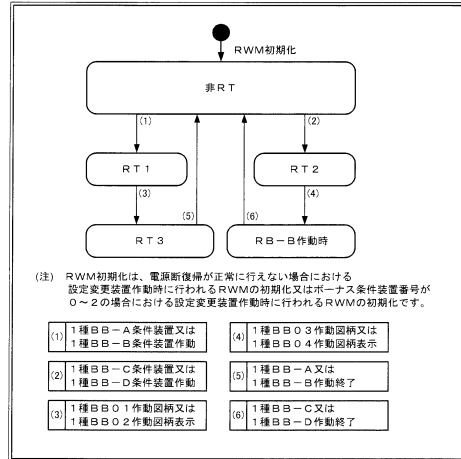 RWM初期化
非RT
(1)
(2)
RT1
RT2
(3)
(5)
(6)
(4)
RT3
RB-B作動時
(注) RWM初期化は、電源断復帰が正常に行えない場合における
設定変更装置作動時に行われるRWMの初期化又はボーナス条件装置番号が
0~2の場合における設定変更装置作動時に行われるRWMの初期化です。
(1) 1種BB-A条件装置又は
1種BB-B条件装置作動
(2) 1種BB-C条件装置又は
1種BB-D条件装置作動
(3) 1種BB01作動図柄又は
1種BB02作動図柄表示
(4) 1種BB03作動図柄又は
1種BB04作動図柄表示
(5) 1種BB-A又は
1種BB-B作動終了
(6) 1種BB-C又は
1種BB-D作動終了